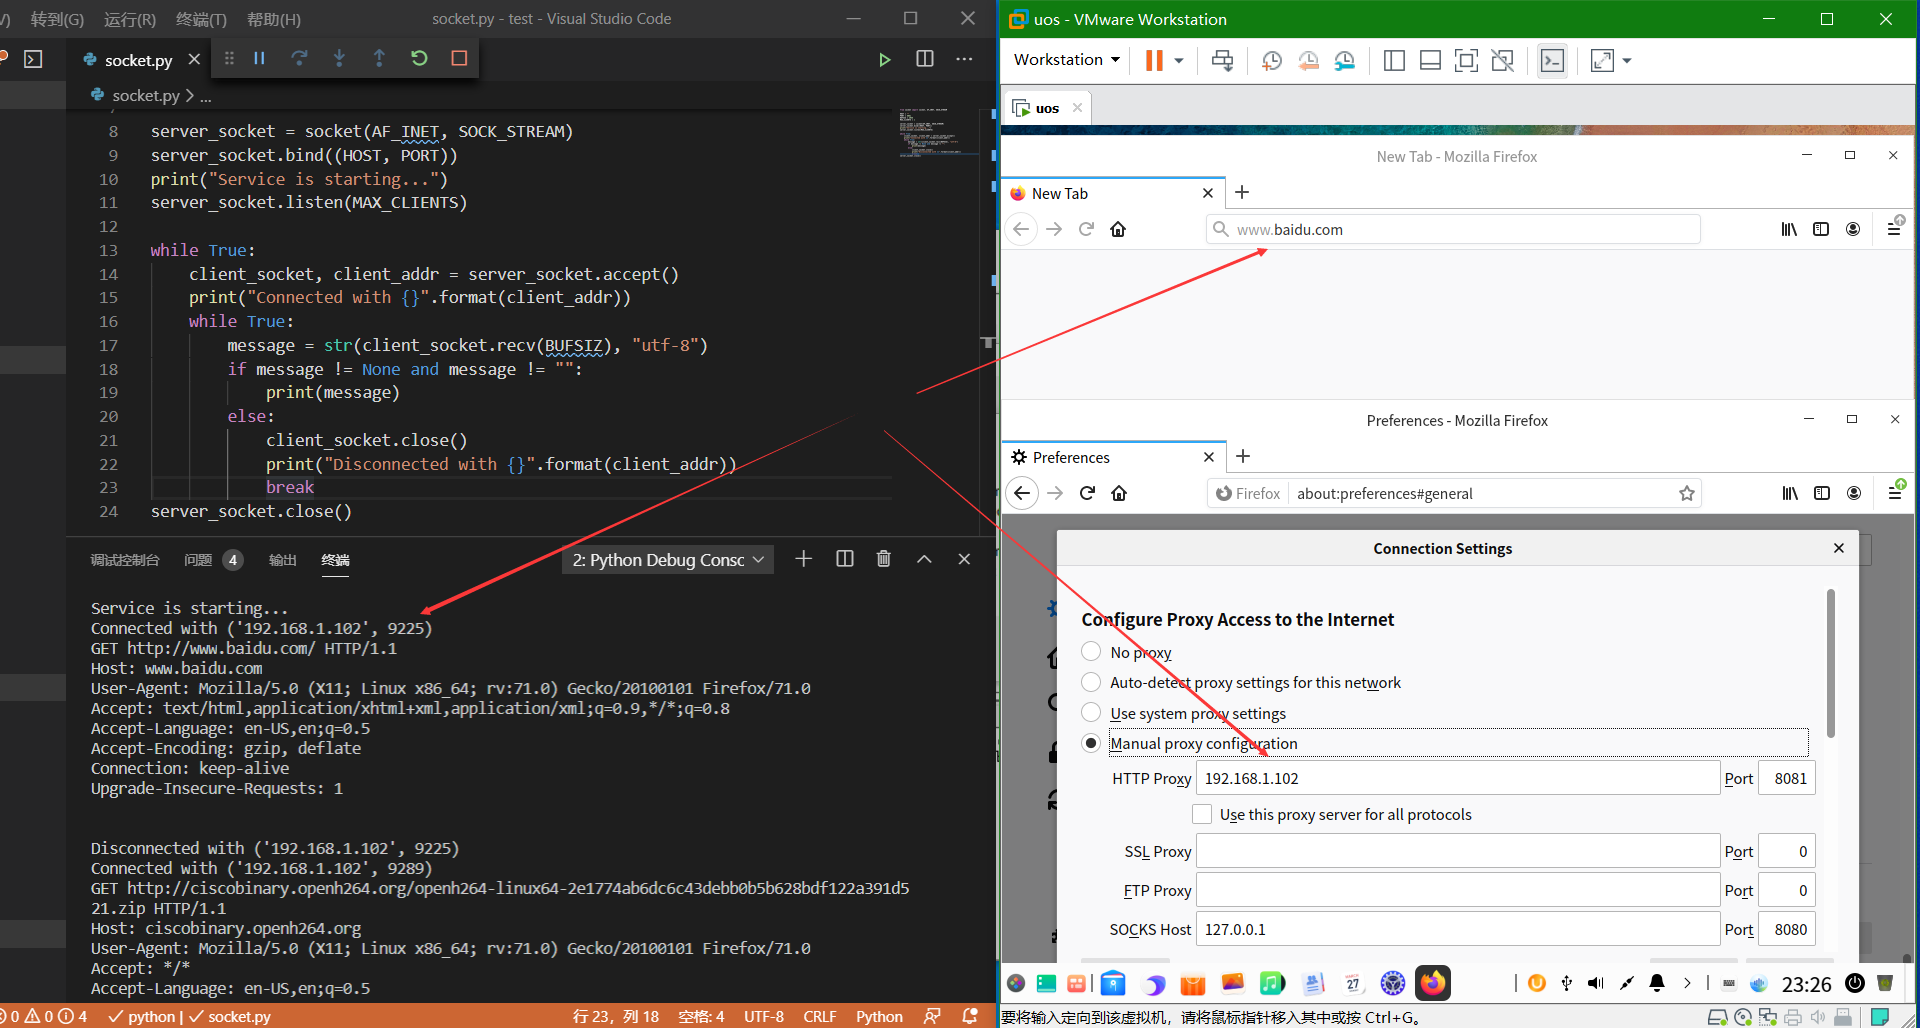 V) 转到(G) 运行(R) 终端(T) 帮助(H) socket.py - test - Visual Studio Code
socket.py
socket.py > ...
8 server_socket = socket(AF_INET, SOCK_STREAM)
9 server_socket.bind((HOST, PORT))
10 print("Service is starting...")
11 server_socket.listen(MAX_CLIENTS)
12
13 while True:
14 client_socket, client_addr = server_socket.accept()
15 print("Connected with {}".format(client_addr))
16 while True:
17 message = str(client_socket.recv(BUFSIZ), "utf-8")
18 if message != None and message != "":
19 print(message)
20 else:
21 client_socket.close()
22 print("Disconnected with {}".format(client_addr))
23 break
24 server_socket.close()
调试控制台 问题 4 输出 终端 2: Python Debug Consc
Service is starting...
Connected with ('192.168.1.102', 9225)
GET http://www.baidu.com/ HTTP/1.1
Host: www.baidu.com
User-Agent: Mozilla/5.0 (X11; Linux x86_64; rv:71.0) Gecko/20100101 Firefox/71.0
Accept: text/html,application/xhtml+xml,application/xml;q=0.9,*/*;q=0.8
Accept-Language: en-US,en;q=0.5
Accept-Encoding: gzip, deflate
Connection: keep-alive
Upgrade-Insecure-Requests: 1
Disconnected with ('192.168.1.102', 9225)
Connected with ('192.168.1.102', 9289)
GET http://ciscobinary.openh264.org/openh264-linux64-2e1774ab6dc6c43debb0b5b628bdf122a391d5
21.zip HTTP/1.1
Host: ciscobinary.openh264.org
User-Agent: Mozilla/5.0 (X11; Linux x86_64; rv:71.0) Gecko/20100101 Firefox/71.0
Accept: */*
Accept-Language: en-US,en;q=0.5
0 0 4 python | socket.py 行 23，列 18 空格: 4 UTF-8 CRLF Python
uos - VMware Workstation
Workstation
uos
New Tab - Mozilla Firefox
New Tab
www.baidu.com
Preferences - Mozilla Firefox
Preferences
Firefox about:preferences#general
Connection Settings
Configure Proxy Access to the Internet
No proxy
Auto-detect proxy settings for this network
Use system proxy settings
Manual proxy configuration
HTTP Proxy 192.168.1.102 Port 8081
Use this proxy server for all protocols
SSL Proxy Port 0
FTP Proxy Port 0
SOCKS Host 127.0.0.1 Port 8080
27 23:26
要将输入定向到该虚拟机，请将鼠标指针移入其中或按 Ctrl+G。